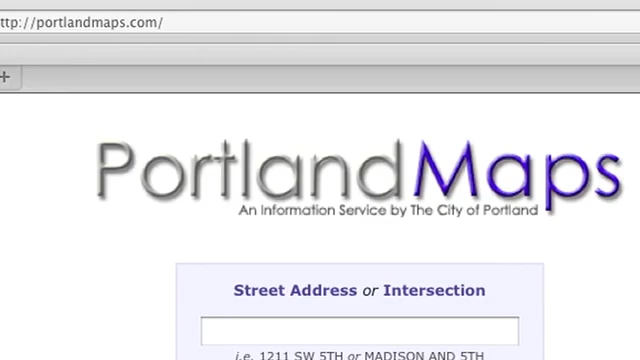 ttp://portlandmaps.com/
PortlandMaps
An Information Service by The City of Portland
Street Address or Intersection
i.e. 1211 SW 5TH or MADISON AND 5TH